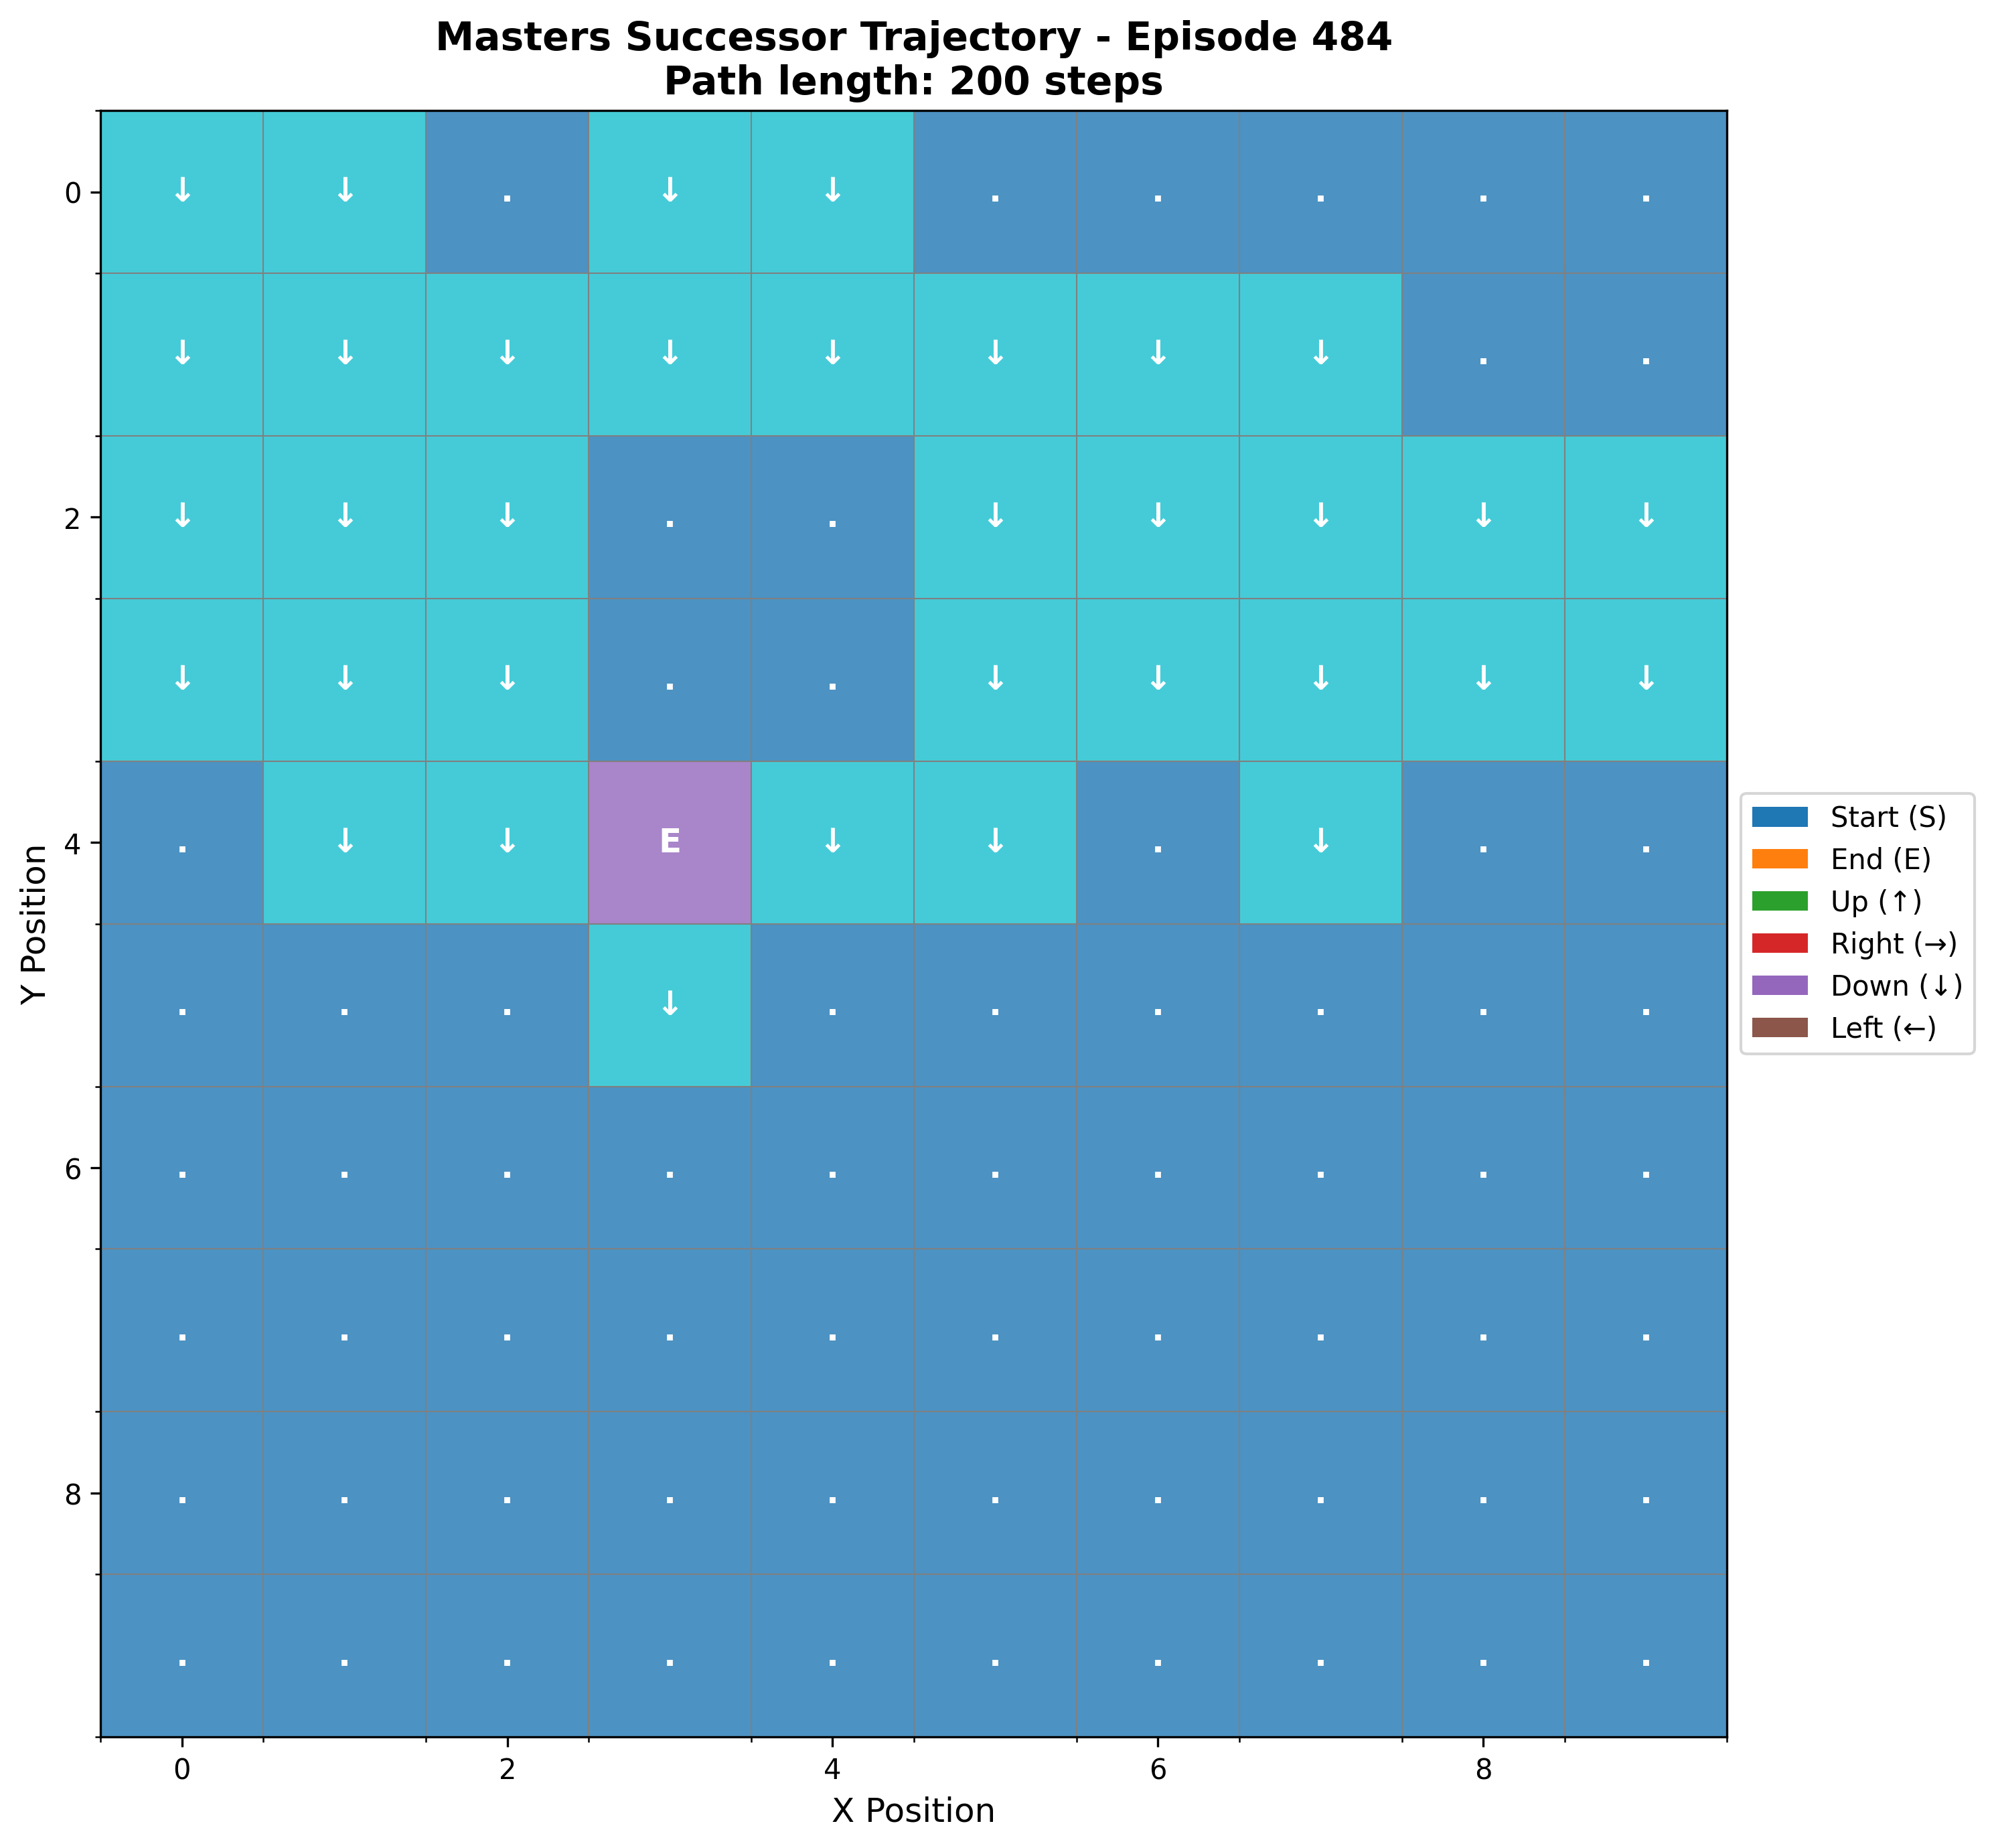 Masters Successor Trajectory - Episode 484
Path length: 200 steps
0 ↓ ↓ . ↓ ↓ . . . . .
↓ ↓ ↓ ↓ ↓ ↓ ↓ ↓ . .
2 ↓ ↓ ↓ . . ↓ ↓ ↓ ↓ ↓
↓ ↓ ↓ . . ↓ ↓ ↓ ↓ ↓
4 . ↓ ↓ E ↓ ↓ . ↓ . .
. . . ↓ . . . . . .
6 . . . . . . . . . .
. . . . . . . . . .
8 . . . . . . . . . .
. . . . . . . . . .
0 2 4 6 8
X Position
Y Position
Start (S)
End (E)
Up (↑)
Right (→)
Down (↓)
Left (←)